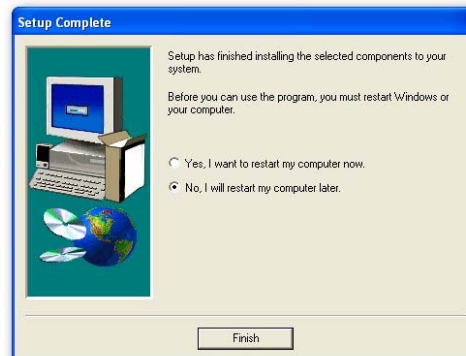 Setup Complete
Setup has finished installing the selected components to your
system.
Before you can use the program, you must restart Windows or
your computer.
Yes, I want to restart my computer now.
No, I will restart my computer later.
Finish